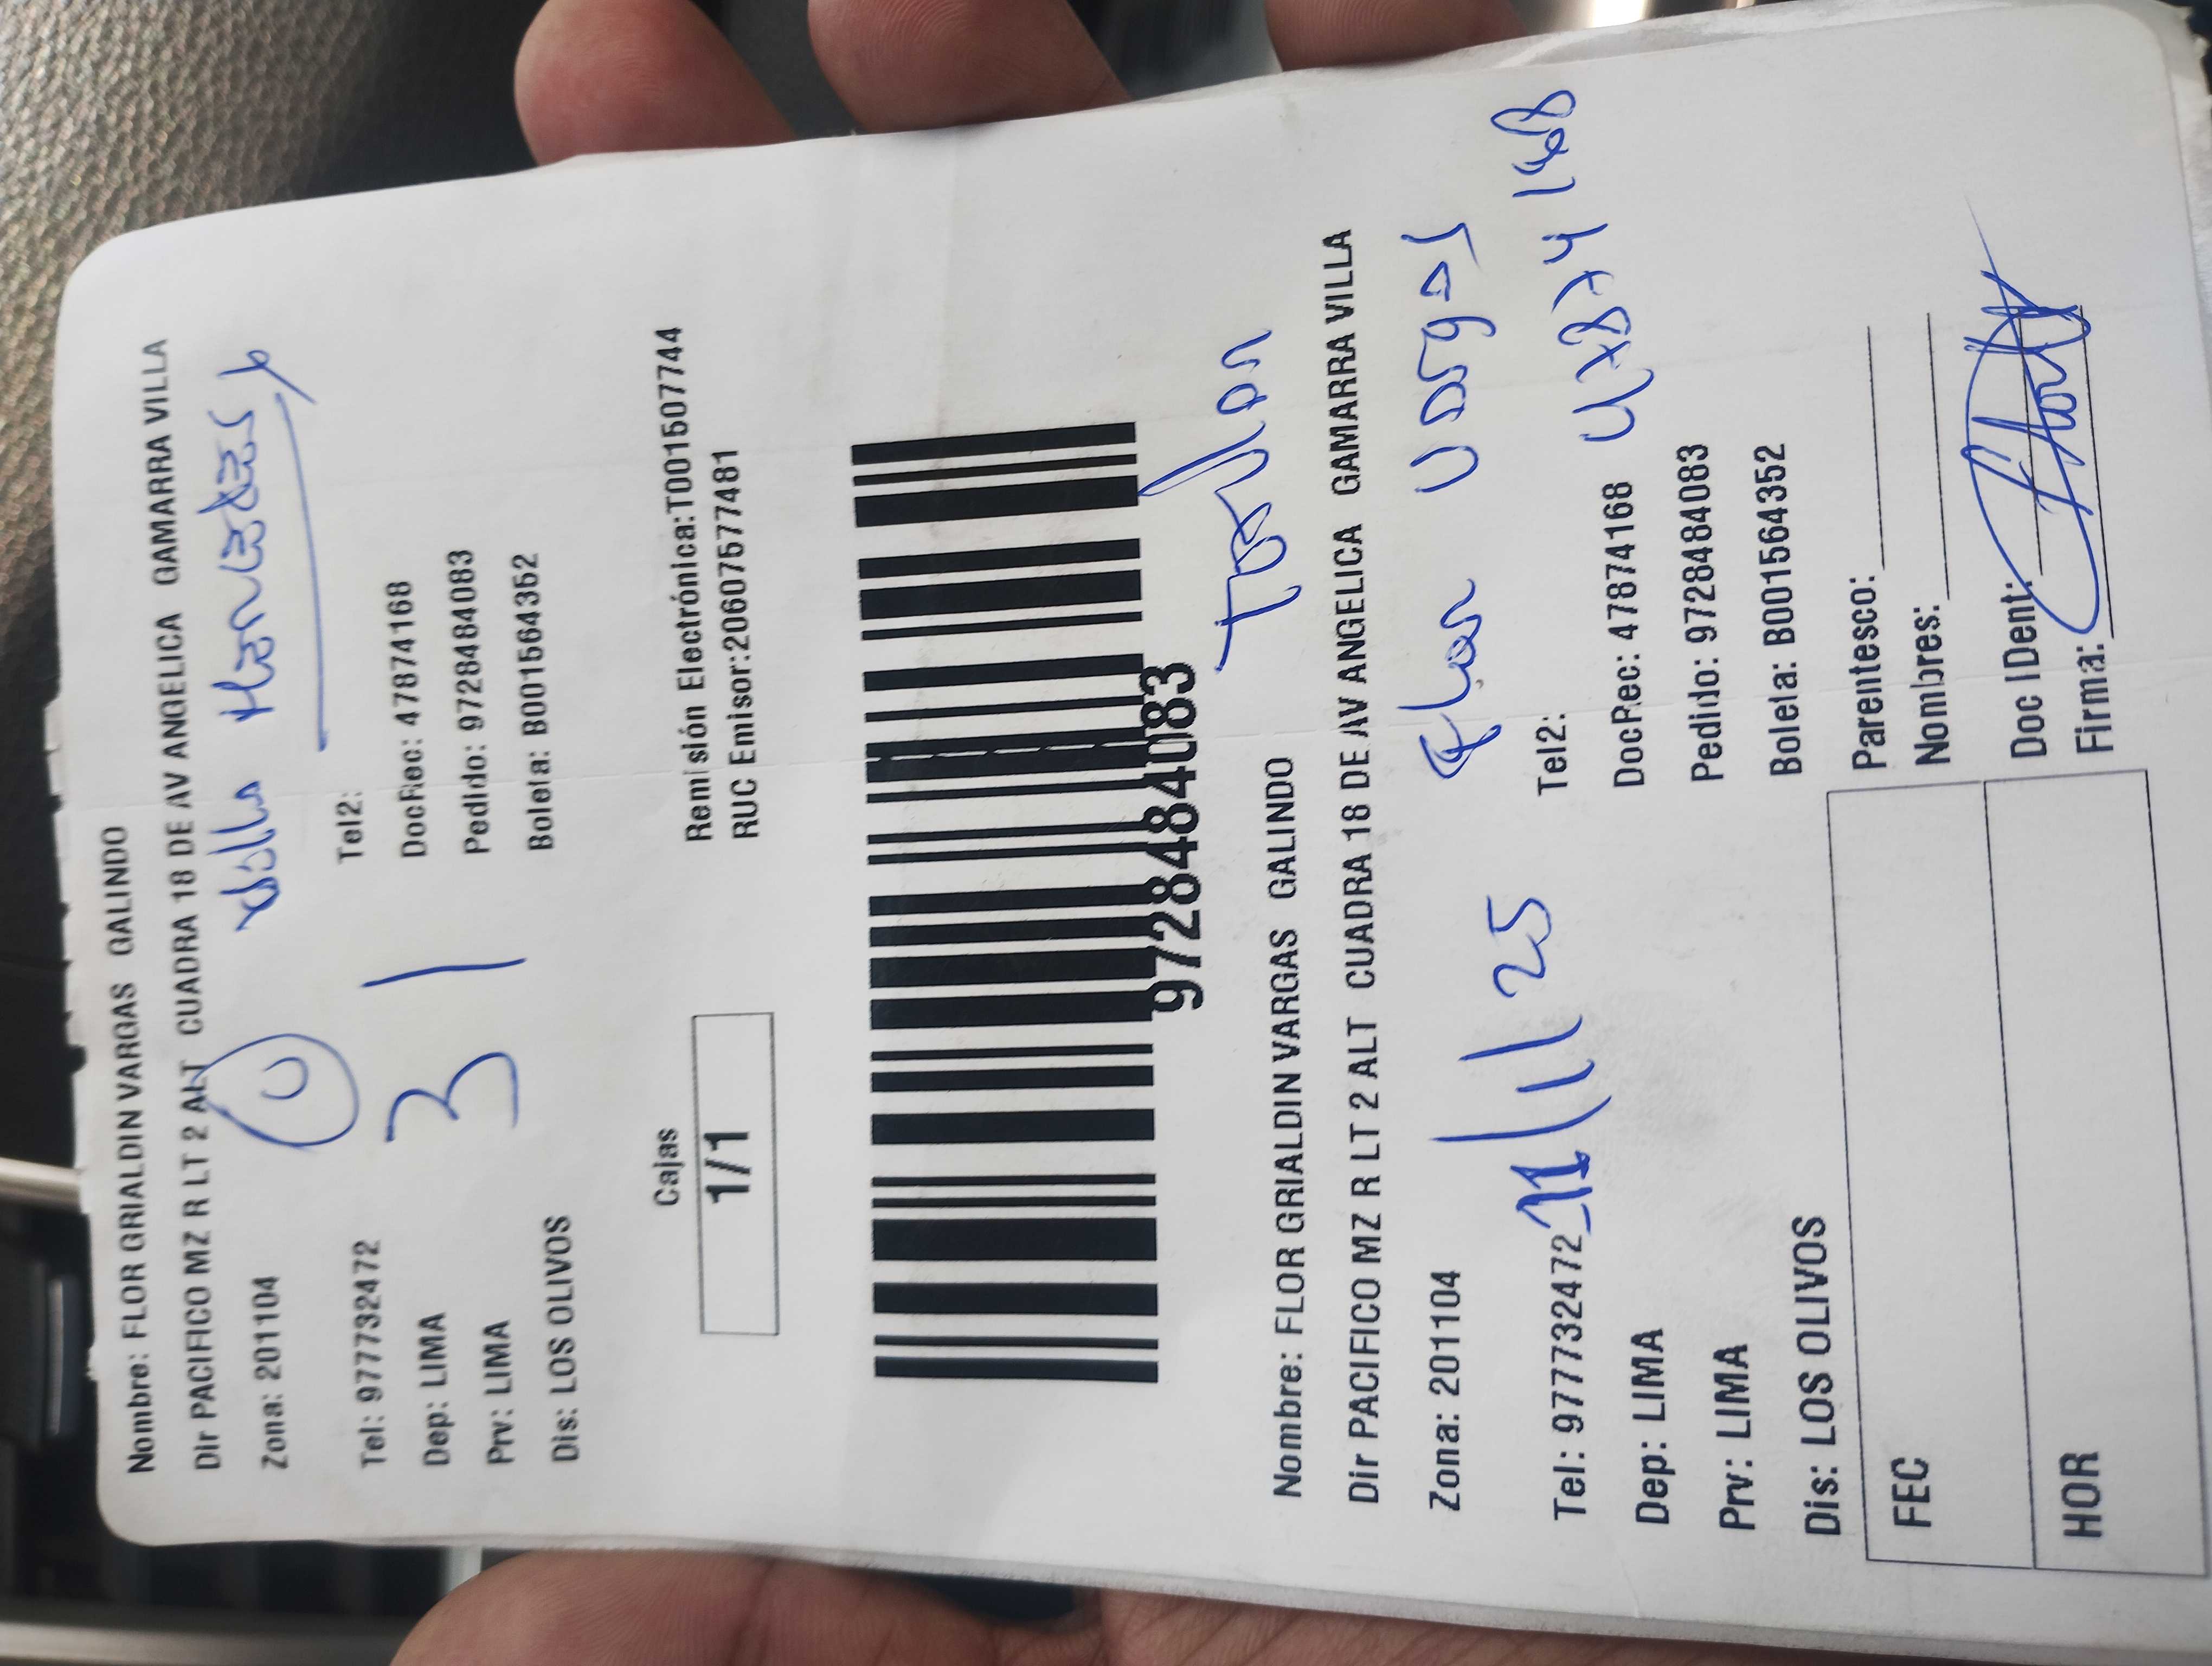 Nombre: FLOR GRIALDIN VARGAS GALINDO
Dir PACIFICO MZ R LT 2 ALT CUADRA 18 DE AV ANGELICA GAMARRA VILLA
Zona: 201104
Tel: 977732472 Tel2:
31
Dep: LIMA DocRec: 47874168
Prv: LIMA Pedido: 9728484083
Dis: LOS OLIVOS Boleta: B001564352
Cajas
1/1
Remisión Electrónica:T001507744
RUC Emisor:20607577481
9728484083
Nombre: FLOR GRIALDIN VARGAS GALINDO
Dir PACIFICO MZ R LT 2 ALT CUADRA 18 DE AV ANGELICA GAMARRA VILLA
Flor Vargas
Zona: 201104
11/11/25
47874168
Tel: 977732472 Tel2:
Dep: LIMA DocRec: 47874168
Prv: LIMA Pedido: 9728484083
Dis: LOS OLIVOS Boleta: B001564352
FEC Parentesco:
Nombres:
HOR Doc IDent:
Firma: